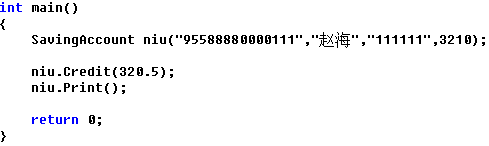 int main()
{
SavingAccount niu("95588880000111","赵海","111111",3210);
niu.Credit(320.5);
niu.Print();
return 0;
}